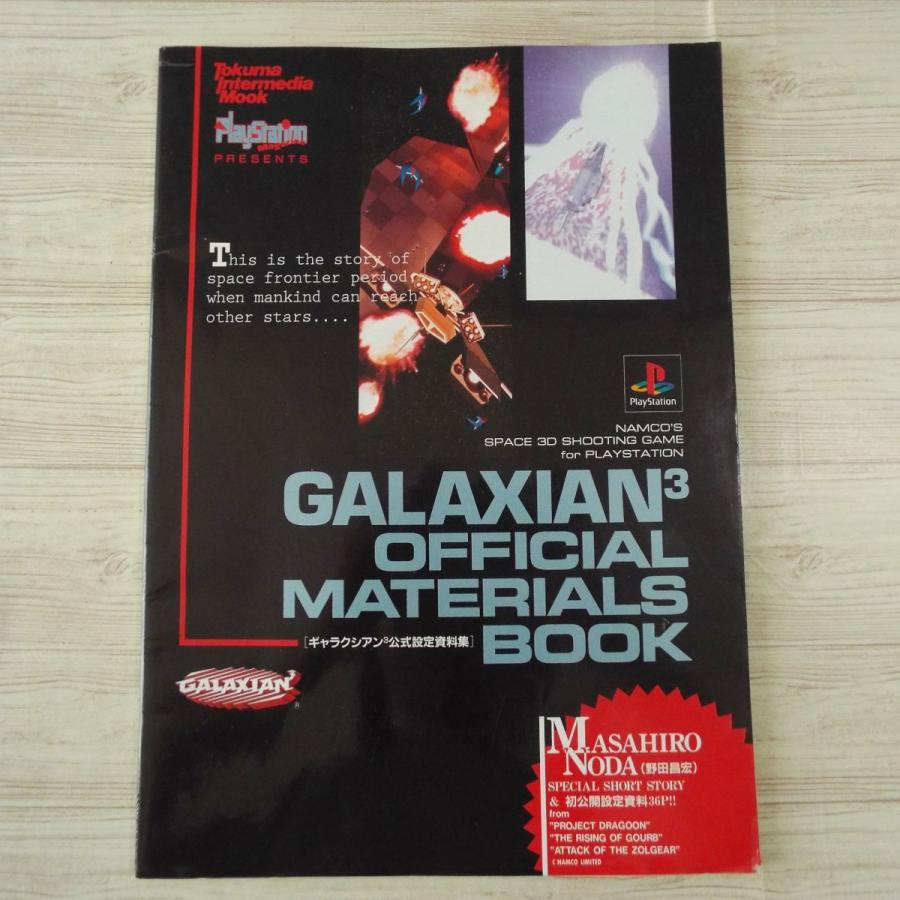 Tokuma
Intermedia
Mook
PlayStation
Magazine
PRESENTS
This is the story of
space frontier period
when mankind can reach
other stars....
PlayStation
NAMCO'S
SPACE 3D SHOOTING GAME
for PLAYSTATION
GALAXIAN³
OFFICIAL
MATERIALS
BOOK
[ギャラクシアン³公式設定資料集]
GALAXIAN³
®
MASAHIRO
NODA(野田昌宏)
SPECIAL SHORT STORY
& 初公開設定資料36P!!
from
"PROJECT DRAGOON"
"THE RISING OF GOURB"
"ATTACK OF THE ZOLGEAR"
© NAMCO LIMITED